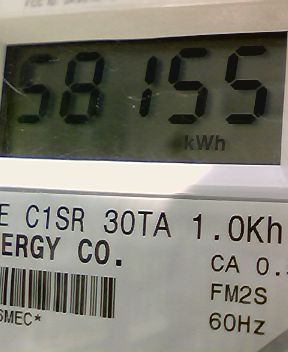 58155
kWh
E C1SR 30TA 1.0Kh
ERGY CO.
CA 0.
FM2S
60Hz
SMEC*